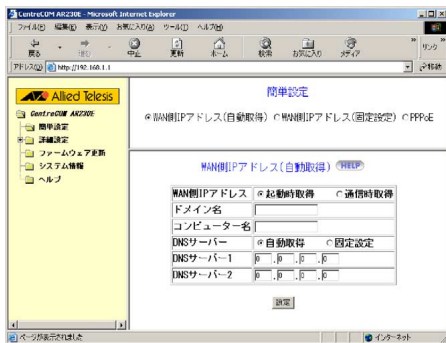 CentreCOM AR230E - Microsoft Internet Explorer
ファイル(F) 編集(E) 表示(V) お気に入り(A) ツール(T) ヘルプ(H)
戻る 進む 中止 更新 ホーム 検索 お気に入り メディア リンク
アドレス(D) http://192.168.1.1 移動
Allied Telesis
CentreCOM AR230E
簡単設定
詳細設定
ファームウェア更新
システム情報
ヘルプ
簡単設定
WAN側IPアドレス(自動取得) WAN側IPアドレス(固定設定) PPPoE
WAN側IPアドレス(自動取得) HELP
WAN側IPアドレス 起動時取得 通信時取得
ドメイン名
コンピューター名
DNSサーバー 自動取得 固定設定
DNSサーバー1 0 .0 .0 .0
DNSサーバー2 0 .0 .0 .0
設定
ページが表示されました
インターネット